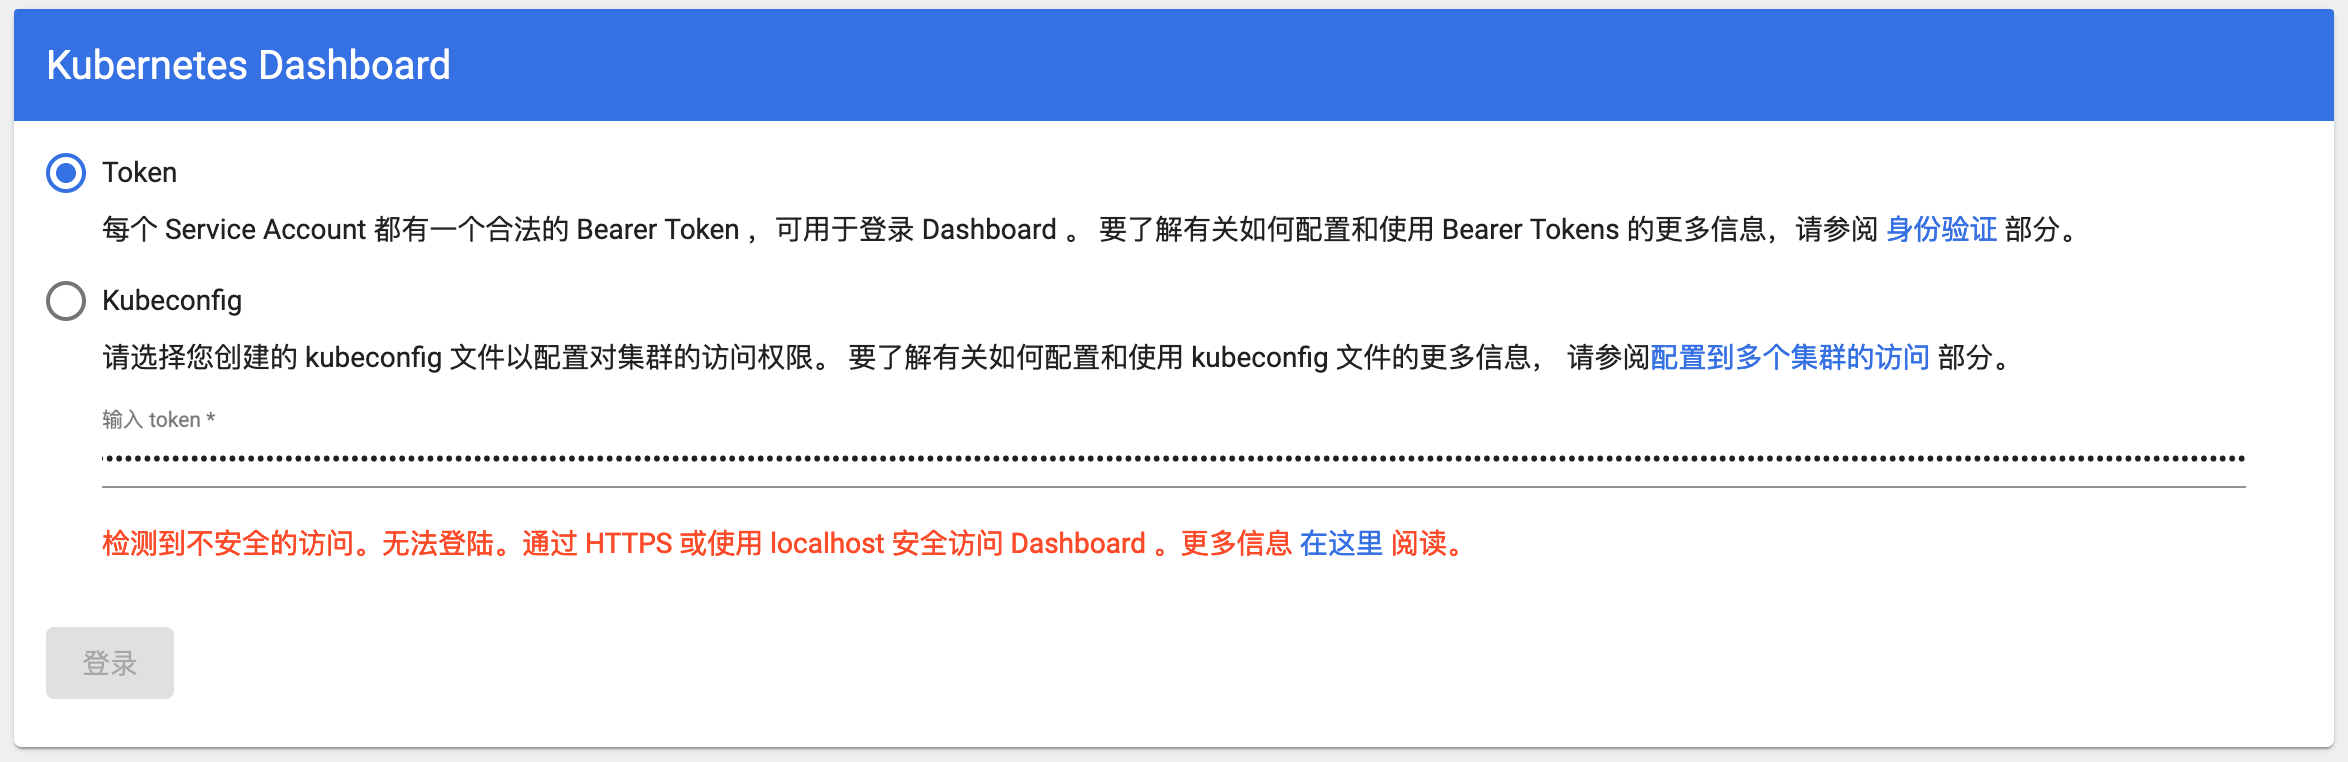 Kubernetes Dashboard
Token
每个 Service Account 都有一个合法的 Bearer Token ，可用于登录 Dashboard 。 要了解有关如何配置和使用 Bearer Tokens 的更多信息，请参阅 身份验证 部分。
Kubeconfig
请选择您创建的 kubeconfig 文件以配置对集群的访问权限。 要了解有关如何配置和使用 kubeconfig 文件的更多信息， 请参阅配置到多个集群的访问 部分。
输入 token *
检测到不安全的访问。无法登陆。通过 HTTPS 或使用 localhost 安全访问 Dashboard 。更多信息 在这里 阅读。
登录